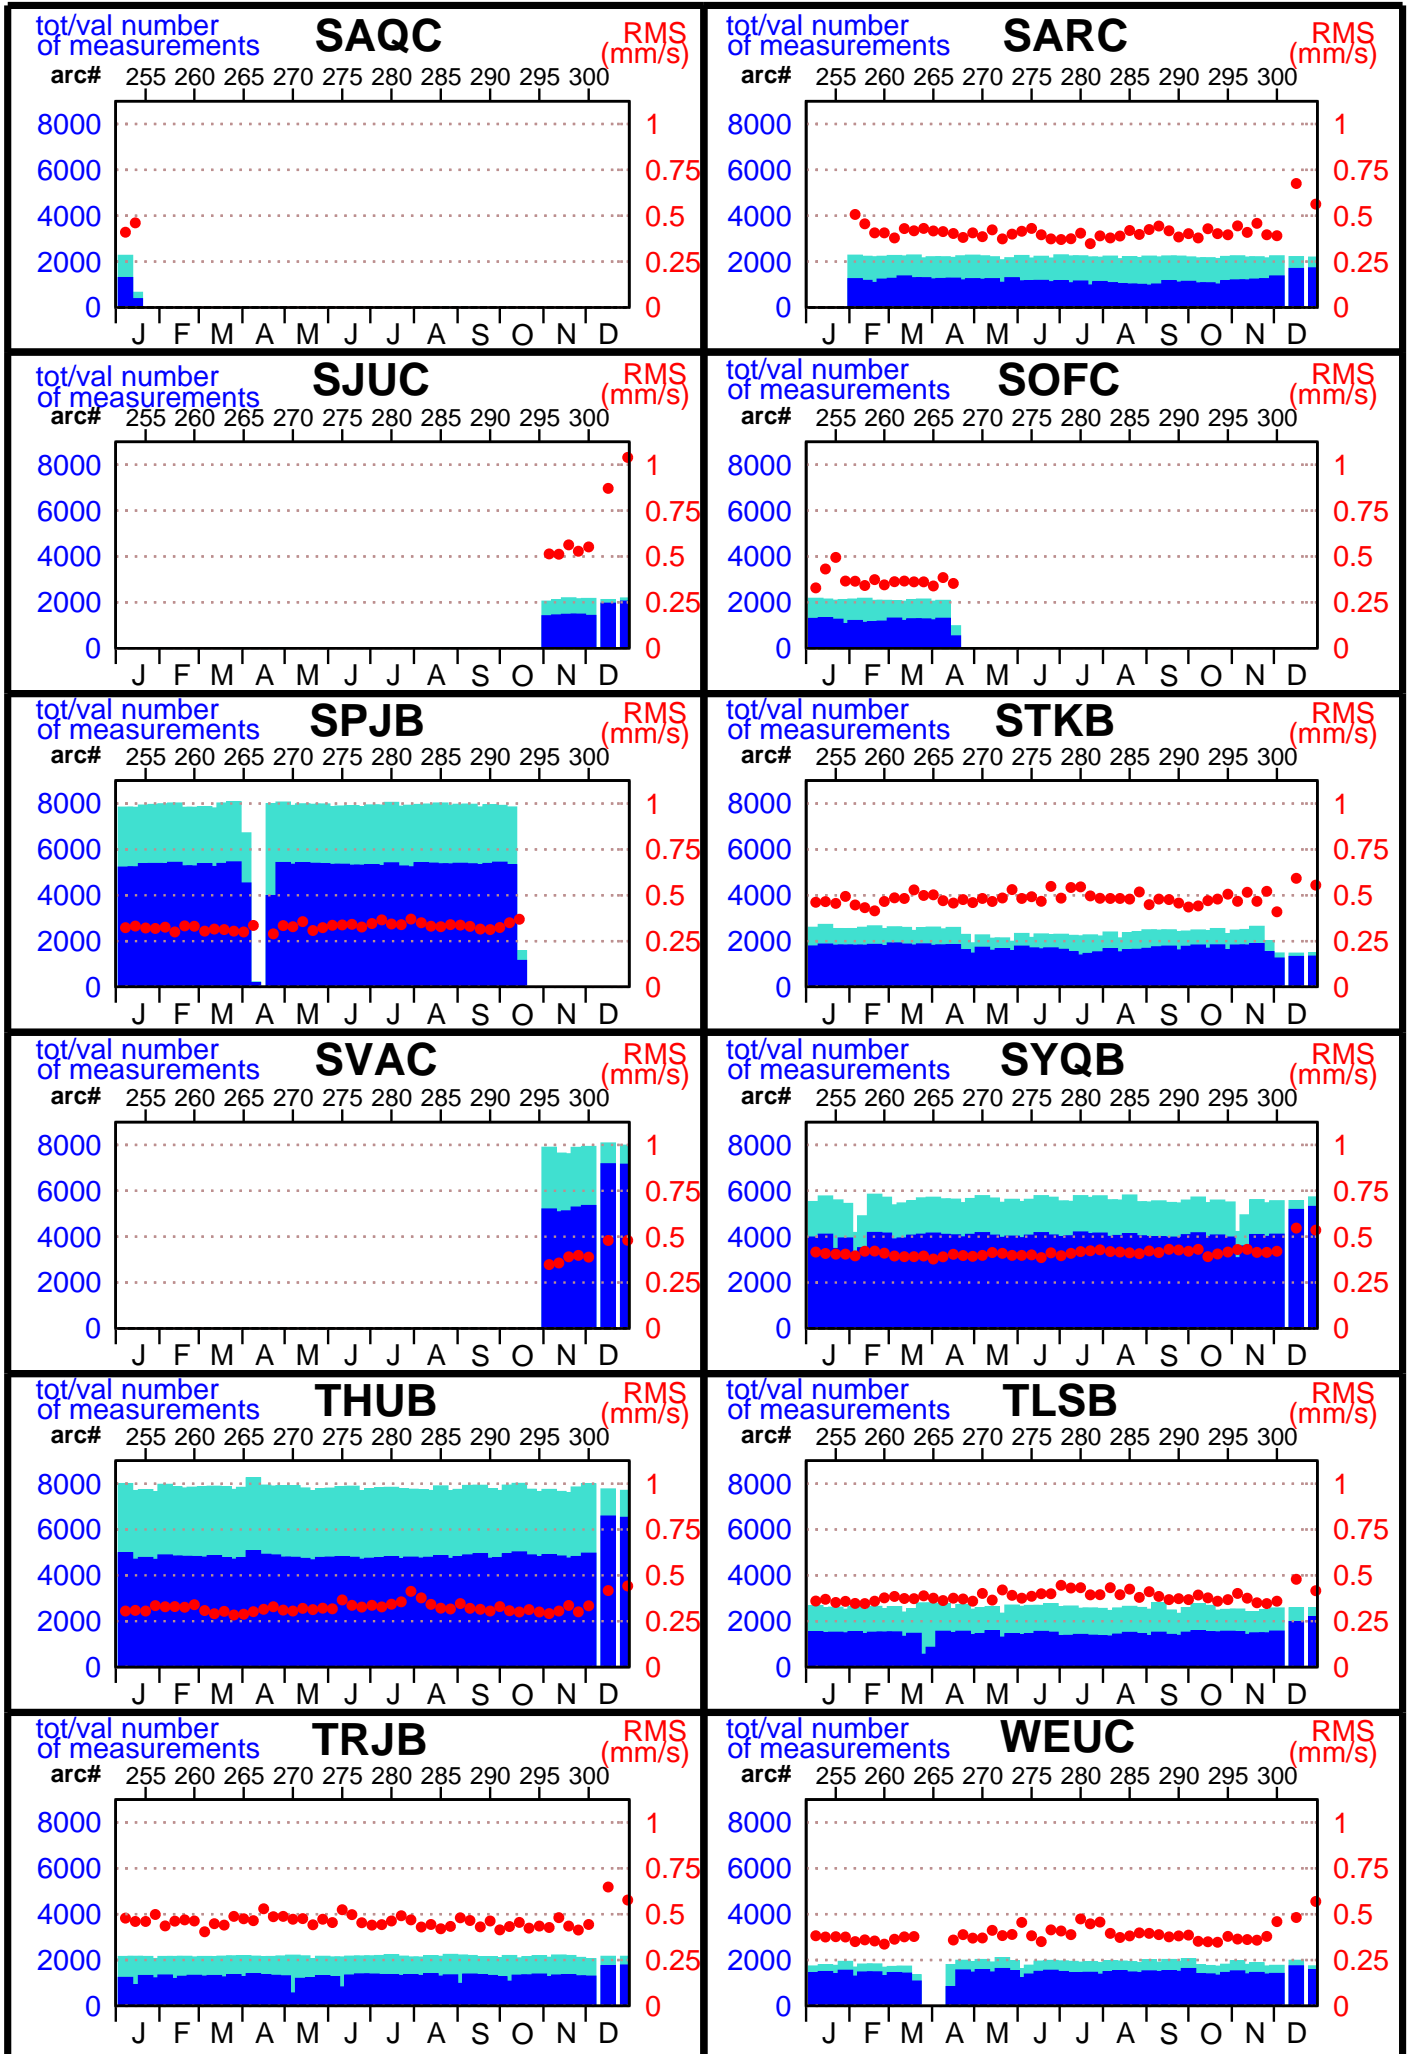 tot/val number of measurements SAQC RMS (mm/s)
arc# 255 260 265 270 275 280 285 290 295 300
8000 1
6000 0.75
4000 0.5
2000 0.25
0 0
J F M A M J J A S O N D
tot/val number of measurements SARC RMS (mm/s)
arc# 255 260 265 270 275 280 285 290 295 300
8000 1
6000 0.75
4000 0.5
2000 0.25
0 0
J F M A M J J A S O N D
tot/val number of measurements SJUC RMS (mm/s)
arc# 255 260 265 270 275 280 285 290 295 300
8000 1
6000 0.75
4000 0.5
2000 0.25
0 0
J F M A M J J A S O N D
tot/val number of measurements SOFC RMS (mm/s)
arc# 255 260 265 270 275 280 285 290 295 300
8000 1
6000 0.75
4000 0.5
2000 0.25
0 0
J F M A M J J A S O N D
tot/val number of measurements SPJB RMS (mm/s)
arc# 255 260 265 270 275 280 285 290 295 300
8000 1
6000 0.75
4000 0.5
2000 0.25
0 0
J F M A M J J A S O N D
tot/val number of measurements STKB RMS (mm/s)
arc# 255 260 265 270 275 280 285 290 295 300
8000 1
6000 0.75
4000 0.5
2000 0.25
0 0
J F M A M J J A S O N D
tot/val number of measurements SVAC RMS (mm/s)
arc# 255 260 265 270 275 280 285 290 295 300
8000 1
6000 0.75
4000 0.5
2000 0.25
0 0
J F M A M J J A S O N D
tot/val number of measurements SYQB RMS (mm/s)
arc# 255 260 265 270 275 280 285 290 295 300
8000 1
6000 0.75
4000 0.5
2000 0.25
0 0
J F M A M J J A S O N D
tot/val number of measurements THUB RMS (mm/s)
arc# 255 260 265 270 275 280 285 290 295 300
8000 1
6000 0.75
4000 0.5
2000 0.25
0 0
J F M A M J J A S O N D
tot/val number of measurements TLSB RMS (mm/s)
arc# 255 260 265 270 275 280 285 290 295 300
8000 1
6000 0.75
4000 0.5
2000 0.25
0 0
J F M A M J J A S O N D
tot/val number of measurements TRJB RMS (mm/s)
arc# 255 260 265 270 275 280 285 290 295 300
8000 1
6000 0.75
4000 0.5
2000 0.25
0 0
J F M A M J J A S O N D
tot/val number of measurements WEUC RMS (mm/s)
arc# 255 260 265 270 275 280 285 290 295 300
8000 1
6000 0.75
4000 0.5
2000 0.25
0 0
J F M A M J J A S O N D